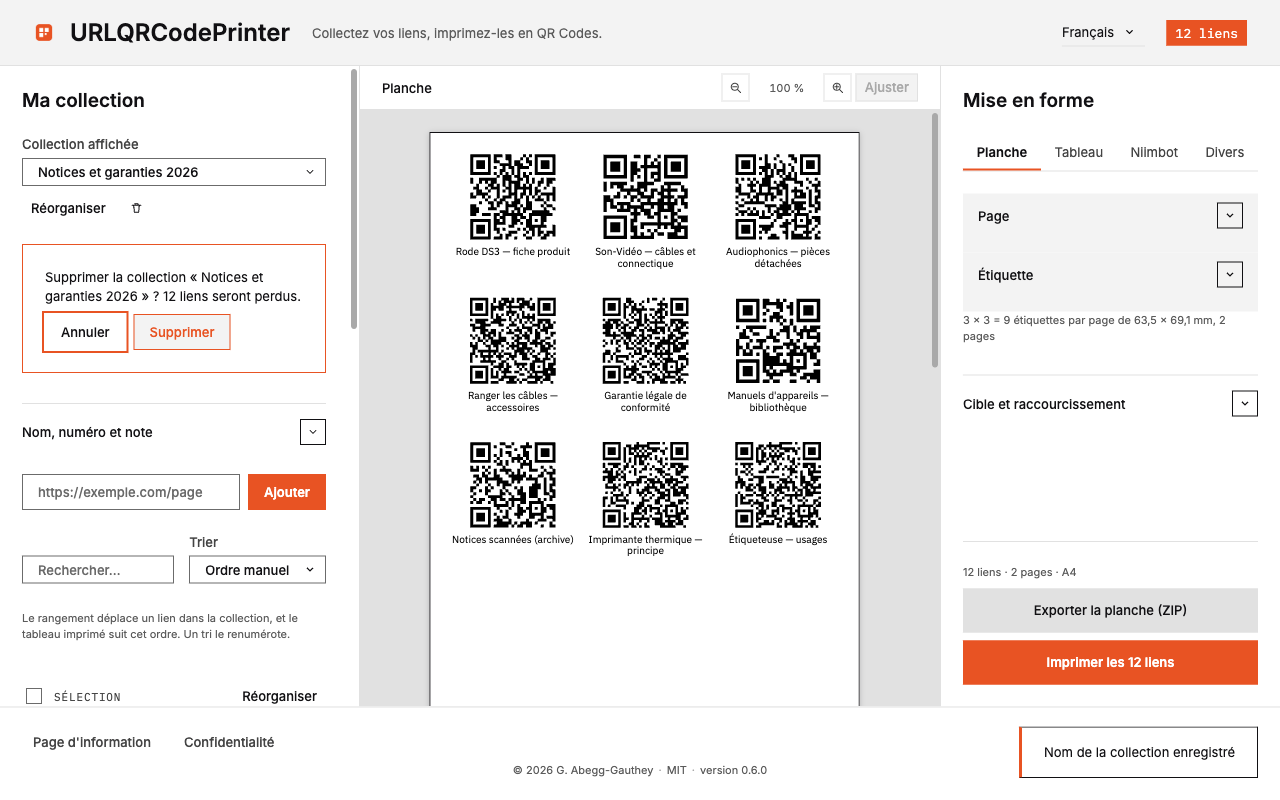 URLQRCodePrinter
Collectez vos liens, imprimez-les en QR Codes.
Français
12 liens
Ma collection
Collection affichée
Notices et garanties 2026
Réorganiser
Supprimer la collection « Notices et
garanties 2026 » ? 12 liens seront perdus.
Annuler
Supprimer
Nom, numéro et note
https://exemple.com/page
Ajouter
Trier
Rechercher...
Ordre manuel
Le rangement déplace un lien dans la collection, et le
tableau imprimé suit cet ordre. Un tri le renumérote.
SÉLECTION
Réorganiser
Planche
100 %
Ajuster
Rode DS3 — fiche produit
Son-Vidéo — câbles et
connectique
Audiophonics — pièces
détachées
Ranger les câbles —
accessoires
Garantie légale de
conformité
Manuels d'appareils —
bibliothèque
Notices scannées (archive)
Imprimante thermique —
principe
Étiqueteuse — usages
Mise en forme
Planche
Tableau
Niimbot
Divers
Page
Étiquette
3 × 3 = 9 étiquettes par page de 63,5 × 69,1 mm, 2
pages
Cible et raccourcissement
12 liens · 2 pages · A4
Exporter la planche (ZIP)
Imprimer les 12 liens
Page d'information
Confidentialité
© 2026 G. Abegg-Gauthey · MIT · version 0.6.0
Nom de la collection enregistré